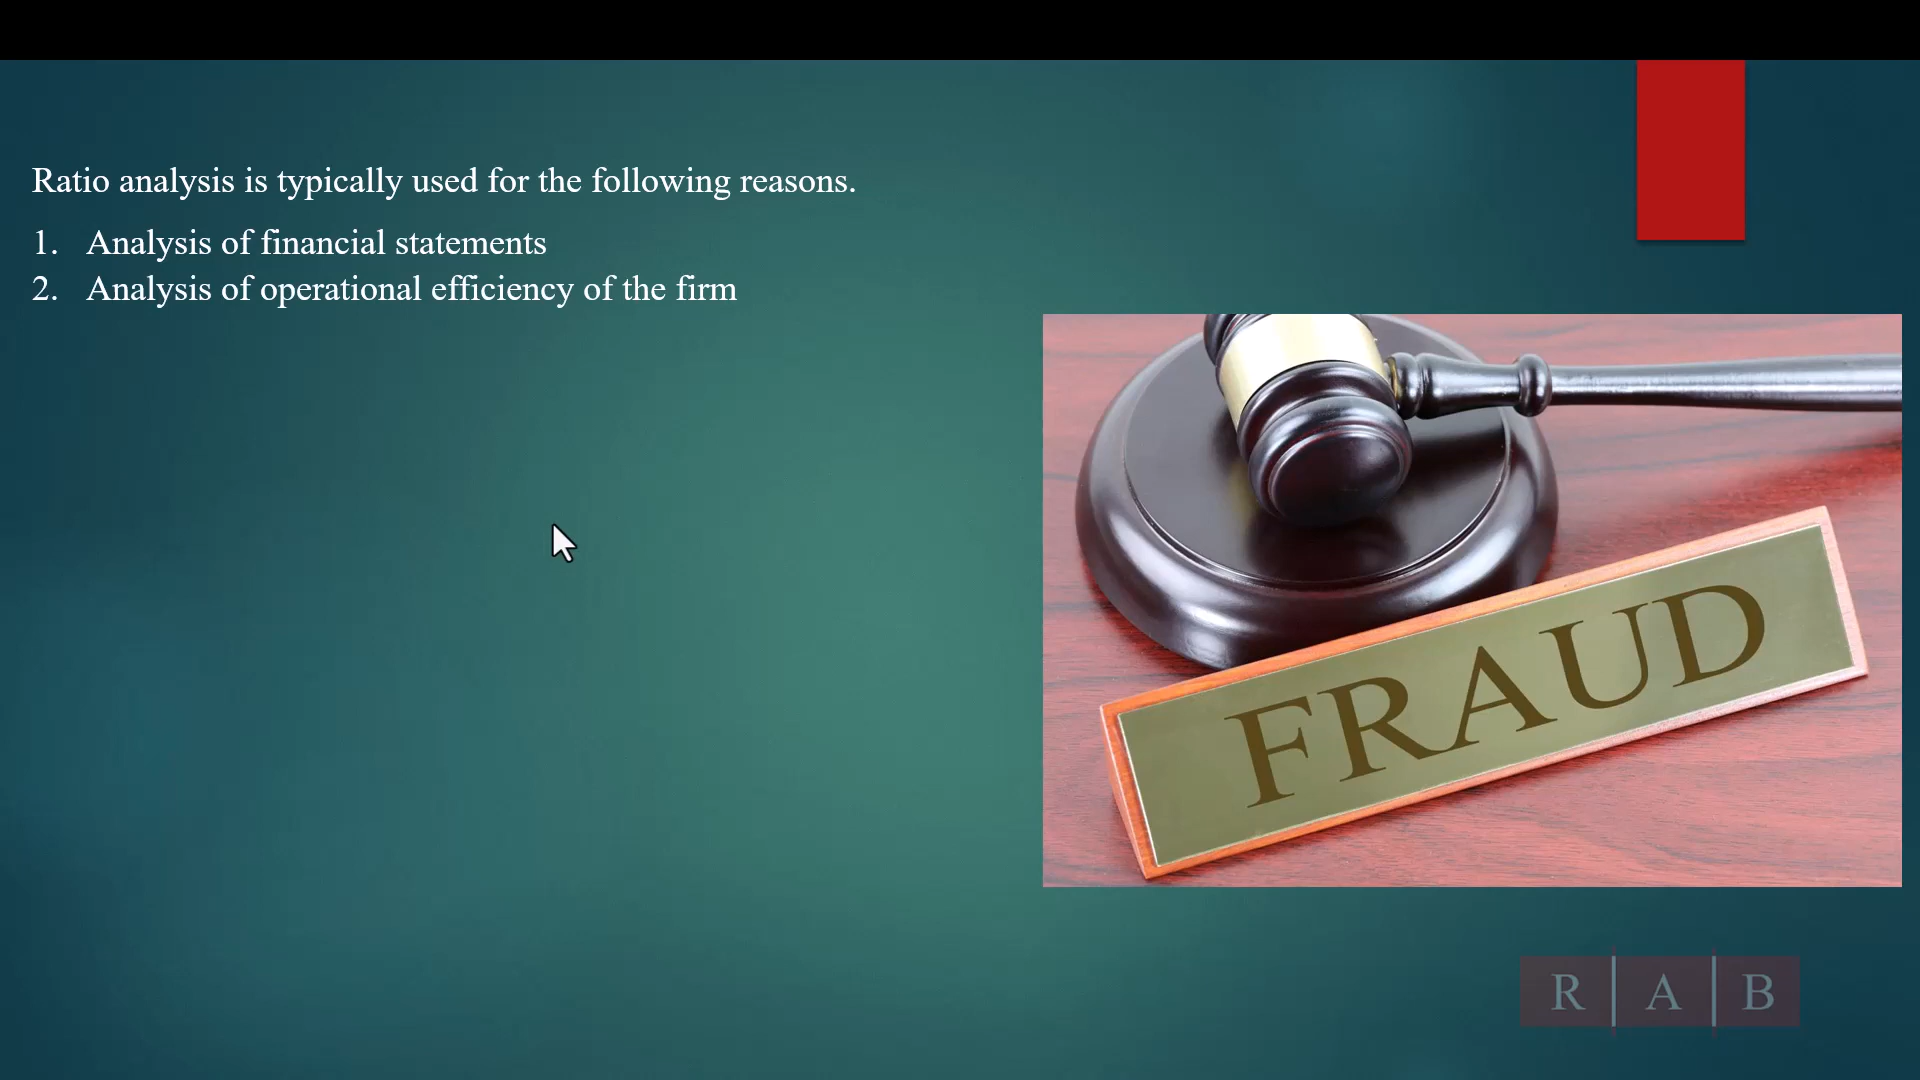 Ratio analysis is typically used for the following reasons.
1. Analysis of financial statements
2. Analysis of operational efficiency of the firm
FRAUD
R A B